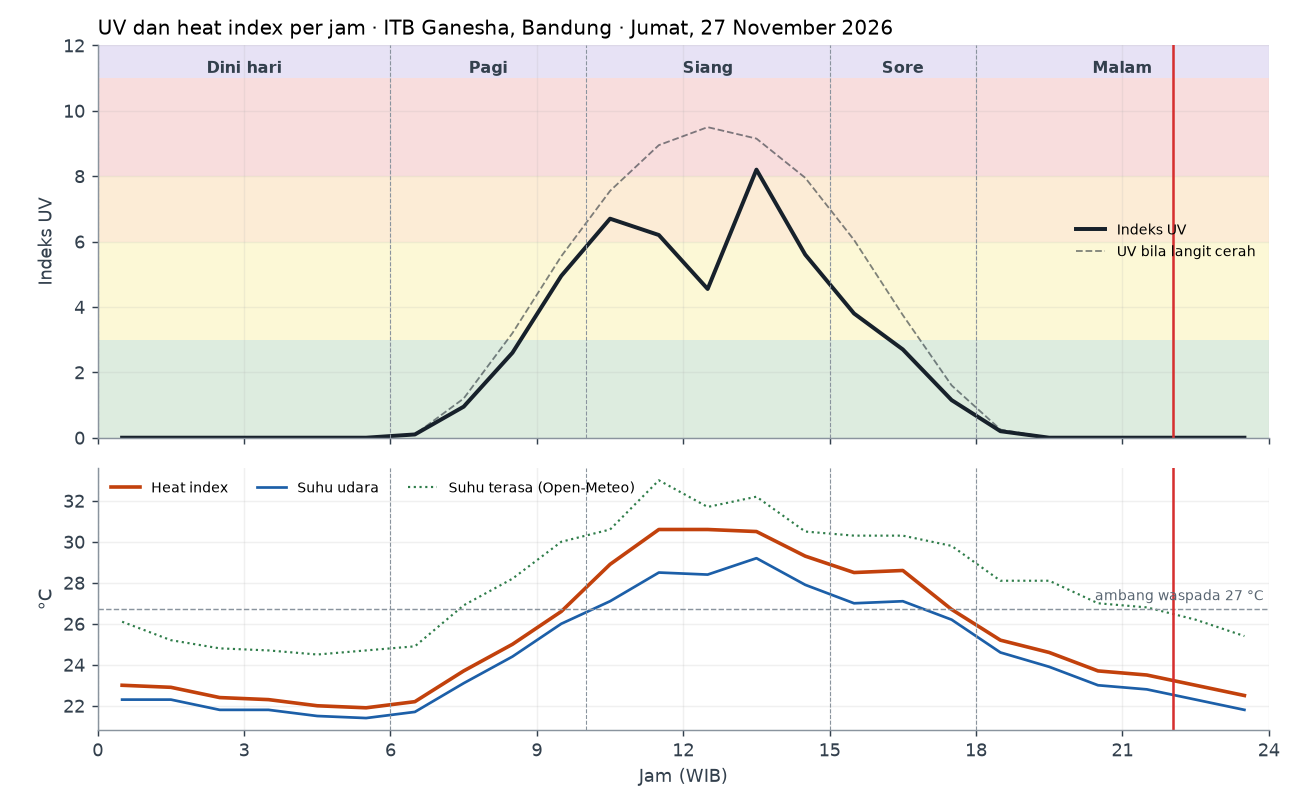 UV dan heat index per jam · ITB Ganesha, Bandung · Jumat, 27 November 2026
Dini hari Pagi Siang Sore Malam
12
10
8
6
4
2
0
Indeks UV
Indeks UV
UV bila langit cerah
Heat index Suhu udara Suhu terasa (Open-Meteo)
32
30
28
26
24
22
°C
ambang waspada 27 °C
0 3 6 9 12 15 18 21 24
Jam (WIB)